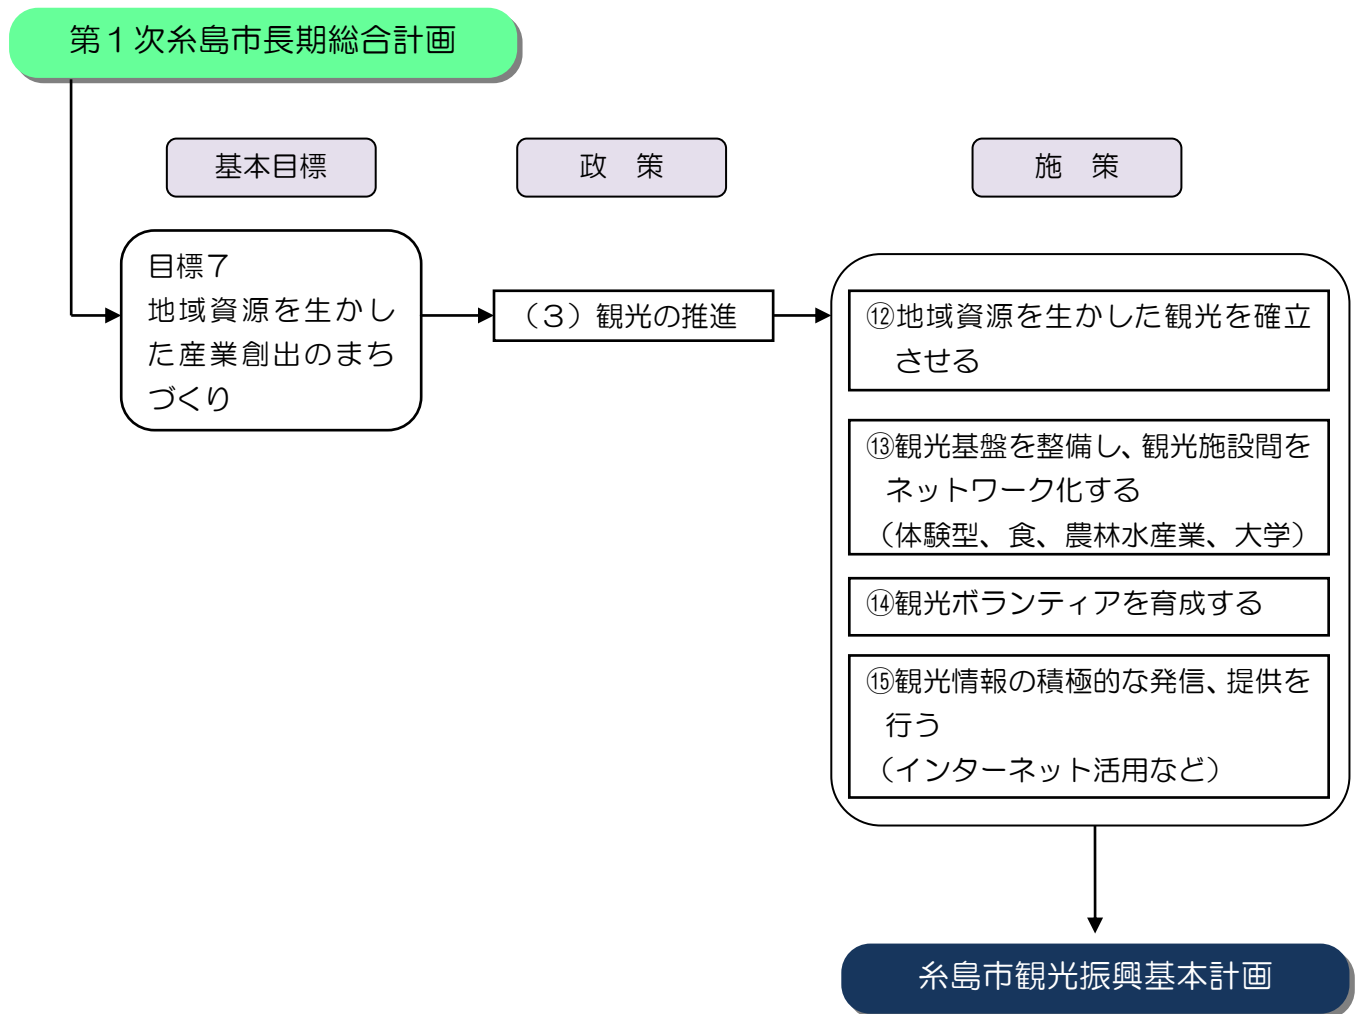 第１次糸島市長期総合計画
基本目標
政　策
施　策
目標７
地域資源を生かし
た産業創出のまち
づくり
（３）観光の推進
⑫地域資源を生かした観光を確立
させる
⑬観光基盤を整備し、観光施設間を
ネットワーク化する
（体験型、食、農林水産業、大学）
⑭観光ボランティアを育成する
⑮観光情報の積極的な発信、提供を
行う
（インターネット活用など）
糸島市観光振興基本計画